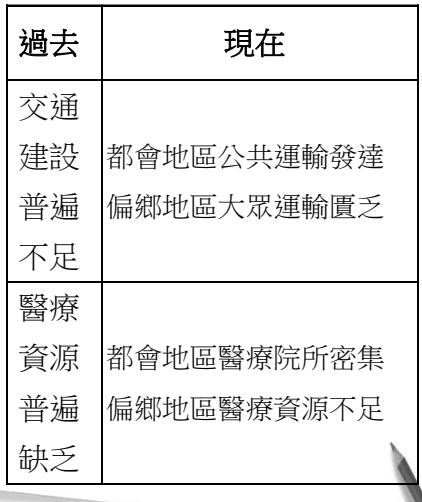 過去
現在
交通
建設
普遍
不足
都會地區公共運輸發達
偏鄉地區大眾運輸匱乏
醫療
資源
普遍
缺乏
都會地區醫療院所密集
偏鄉地區醫療資源不足